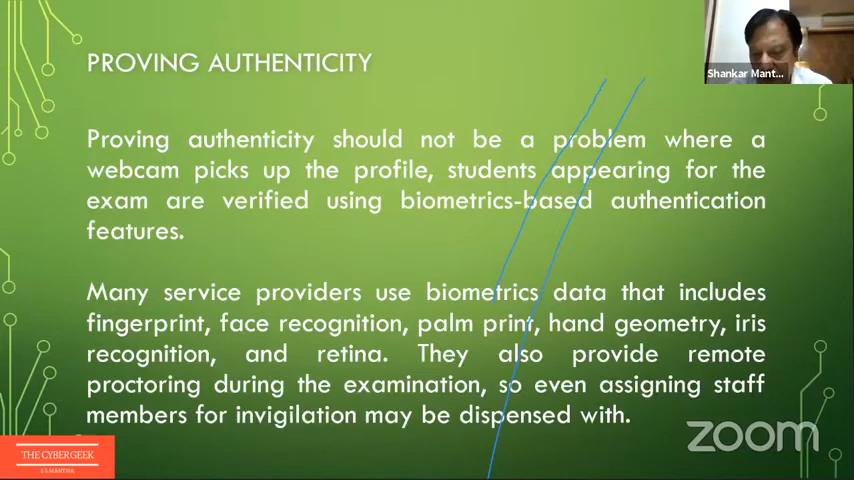 PROVING AUTHENTICITY
Shankar Mant...
Proving authenticity should not be a problem where a
webcam picks up the profile, students appearing for the
exam are verified using biometrics-based authentication
features.
Many service providers use biometrics data that includes
fingerprint, face recognition, palm print, hand geometry, iris
recognition, and retina. They also provide remote
proctoring during the examination, so even assigning staff
members for invigilation may be dispensed with.
zoom
THE CYBERGEEK
S S MANTHA